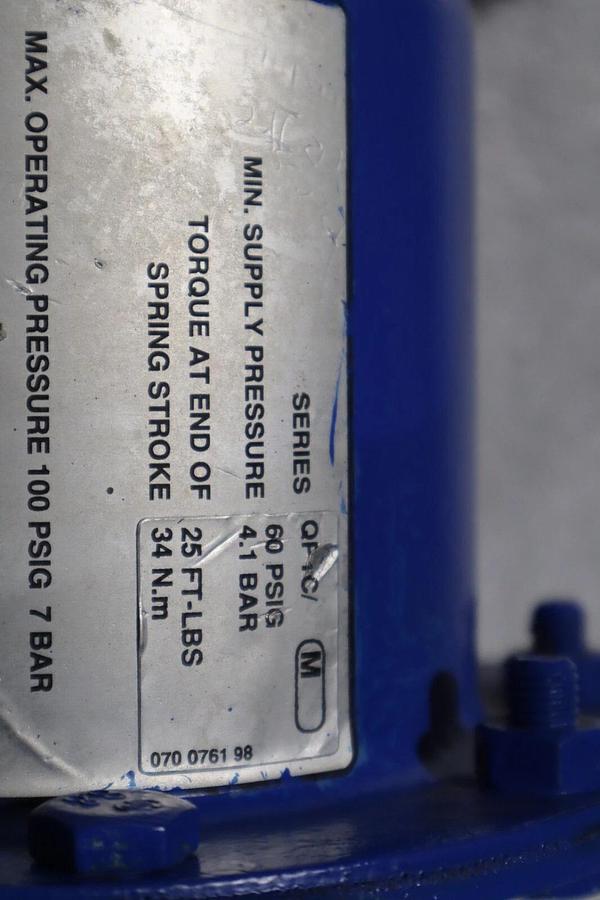 SERIES
M
MIN. SUPPLY PRESSURE 60 PSIG
4.1 BAR
TORQUE AT END OF 25 FT-LBS
SPRING STROKE 34 N.m
070 0761 98
MAX. OPERATING PRESSURE 100 PSIG 7 BAR